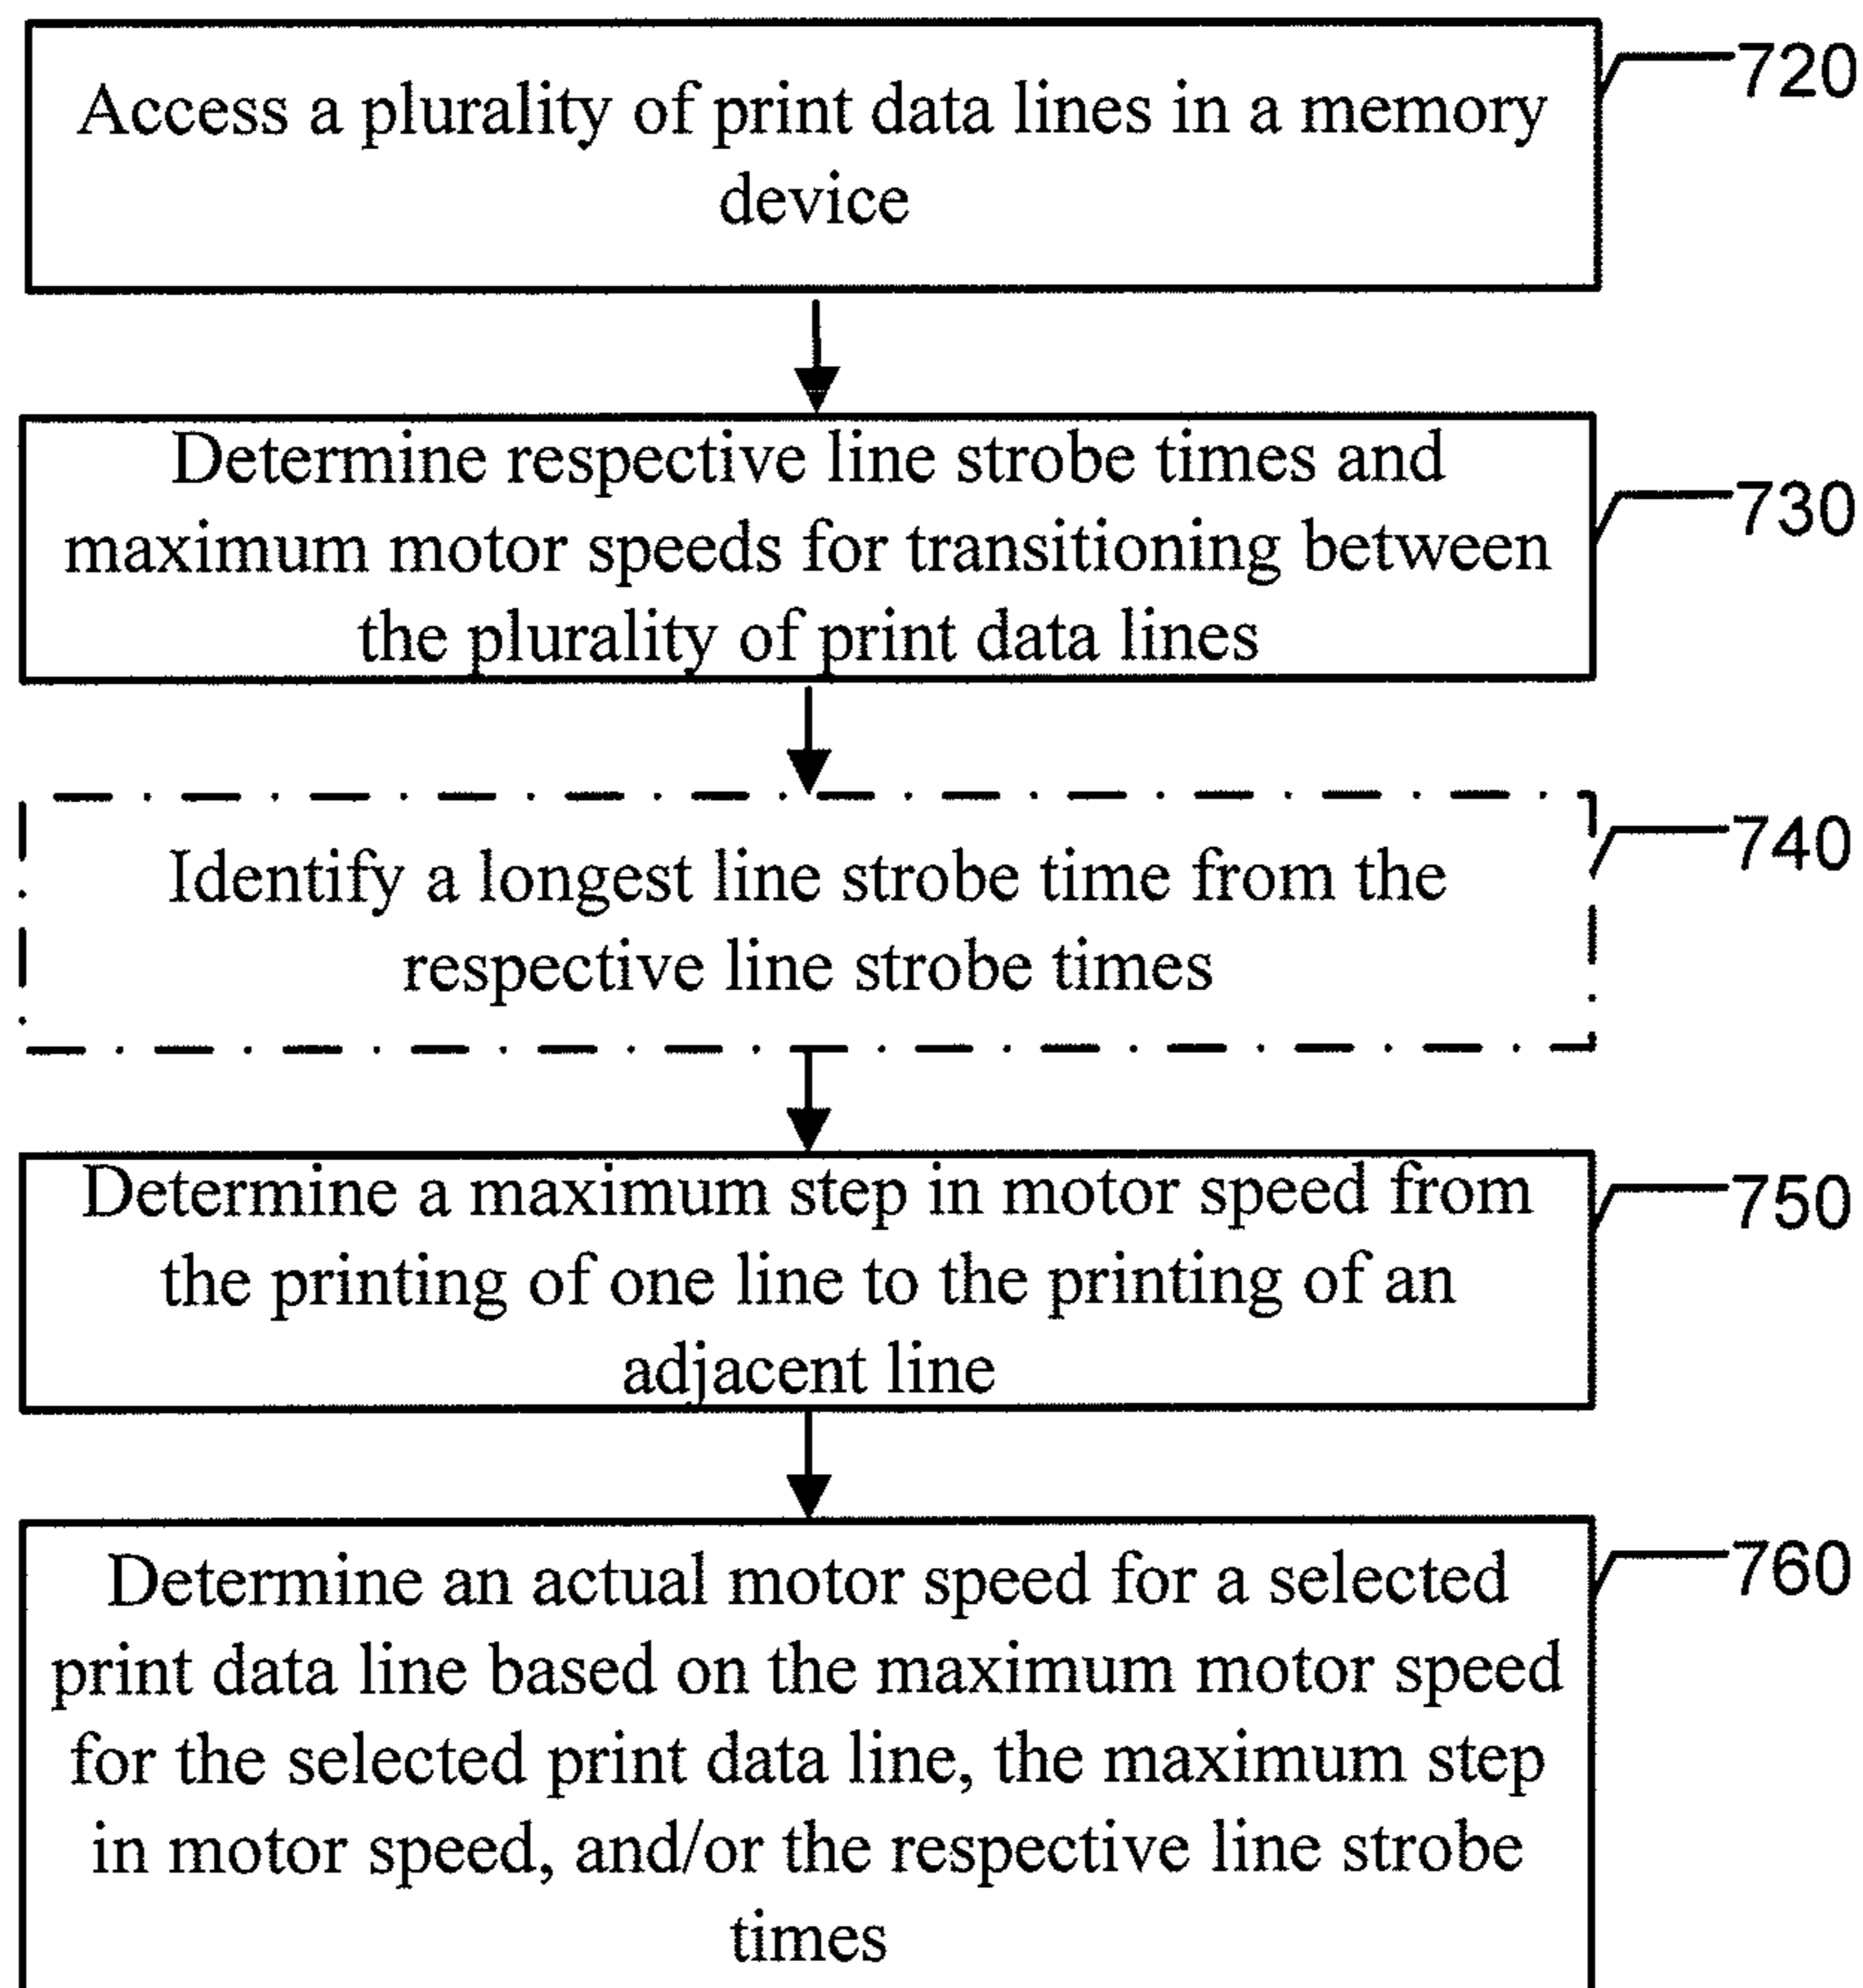 Access a plurality of print data lines in a memory
device
720
Determine respective line strobe times and
maximum motor speeds for transitioning between
the plurality of print data lines
730
Identify a longest line strobe time from the
respective line strobe times
740
Determine a maximum step in motor speed from
the printing of one line to the printing of an
adjacent line
750
Determine an actual motor speed for a selected
print data line based on the maximum motor speed
for the selected print data line, the maximum step
in motor speed, and/or the respective line strobe
times
760